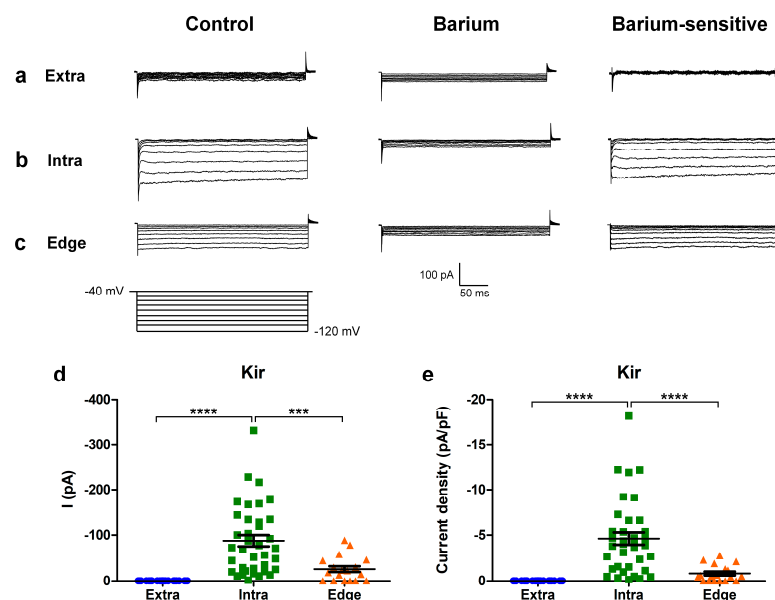 Control Barium Barium-sensitive
a Extra
b Intra
c Edge
100 pA
50 ms
-40 mV
-120 mV
d Kir
**** ***
I (pA)
-400
-300
-200
-100
0
Extra Intra Edge
e Kir
**** ****
Current density (pA/pF)
-20
-15
-10
-5
0
Extra Intra Edge